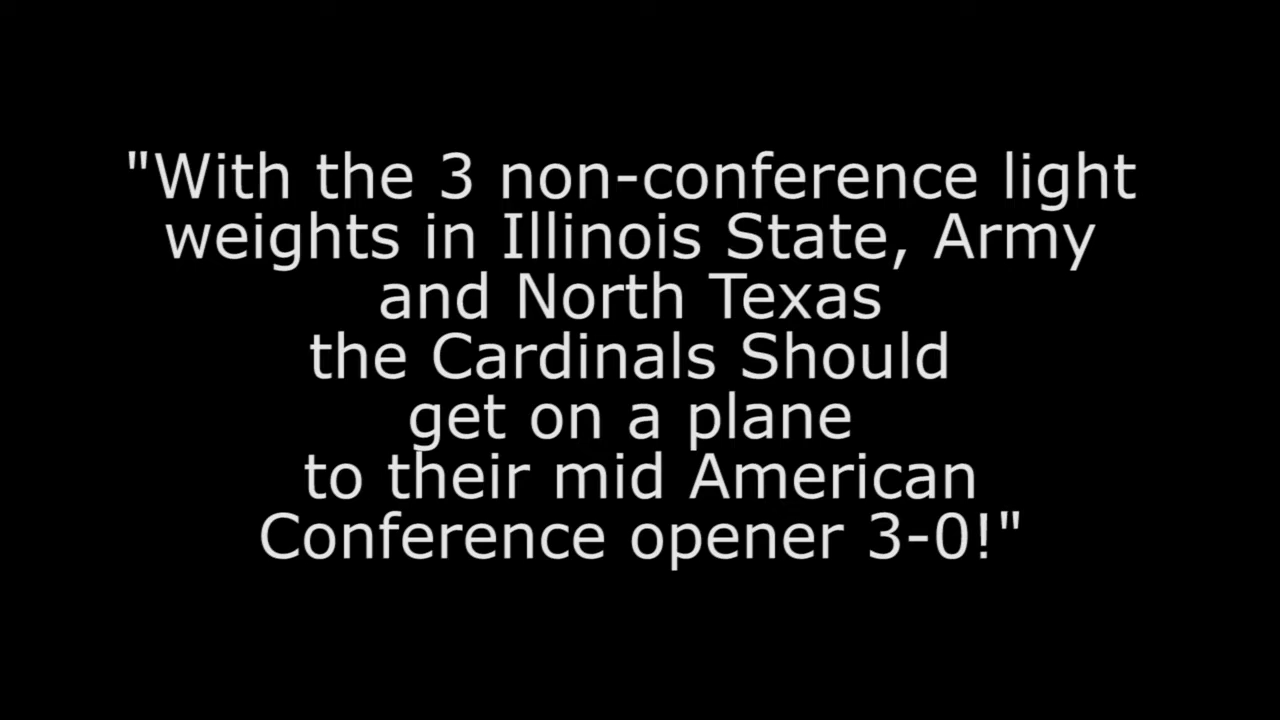 "With the 3 non-conference light
weights in Illinois State, Army
and North Texas
the Cardinals Should
get on a plane
to their mid American
Conference opener 3-0!"